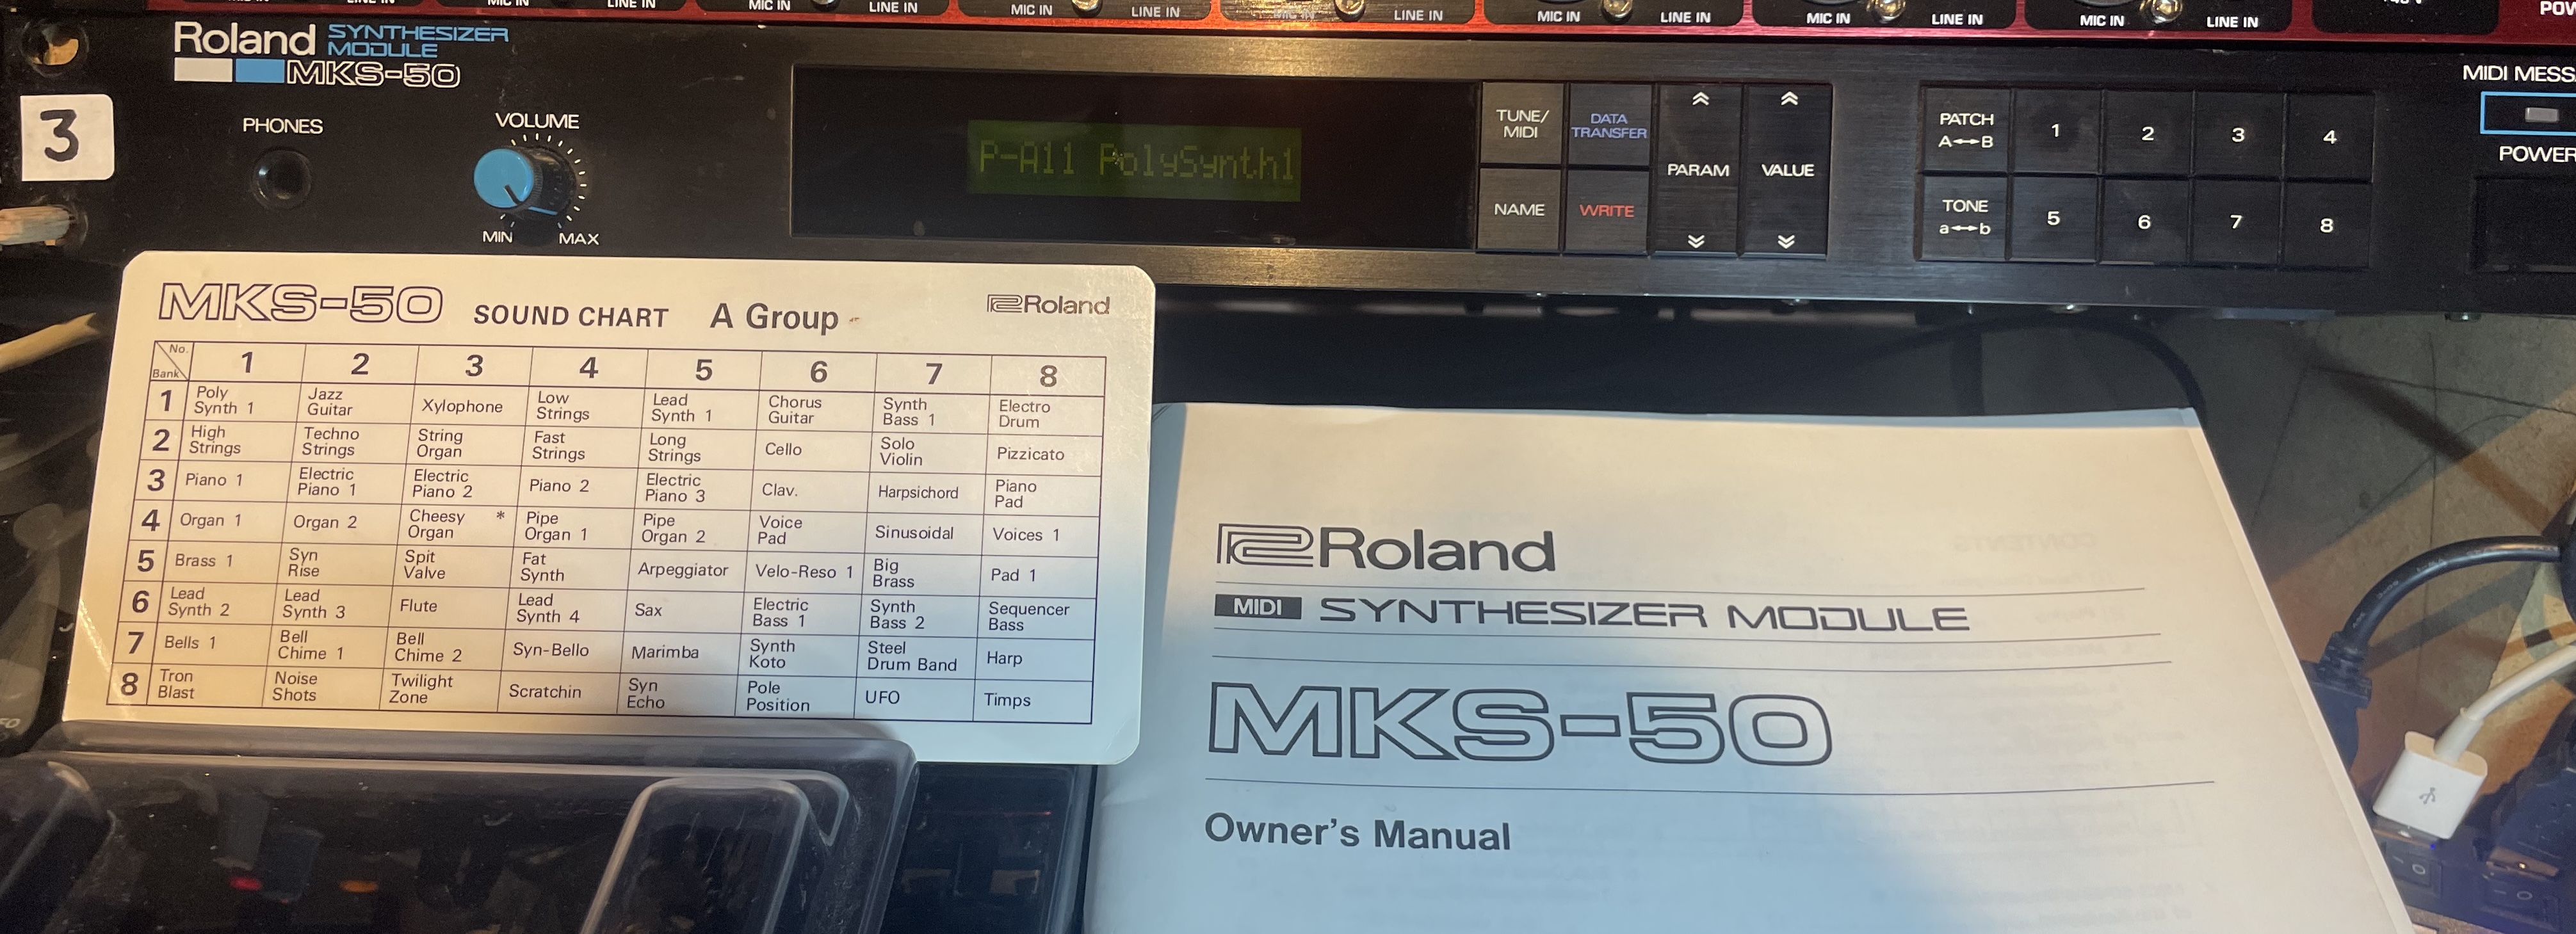 MIC IN LINE IN MIC IN LINE IN MIC IN LINE IN MIC IN LINE IN MIC IN LINE IN MIC IN LINE IN MIC IN LINE IN
Roland SYNTHESIZER
MODULE
MKS-50
3
PHONES
VOLUME
MIN MAX
P-A11 PolySynth1
TUNE/
MIDI
DATA
TRANSFER
NAME
WRITE
PARAM
VALUE
PATCH
A↔B
1 2 3 4
TONE
a↔b
5 6 7 8
MIDI MESS
POWER
MKS-50 SOUND CHART A Group Roland
No.
Bank
1 2 3 4 5 6 7 8
1 Poly Synth 1 Jazz Guitar Xylophone Low Strings Lead Synth 1 Chorus Guitar Synth Bass 1 Electro Drum
2 High Strings Techno Strings String Organ Fast Strings Long Strings Cello Solo Violin Pizzicato
3 Piano 1 Electric Piano 1 Electric Piano 2 Piano 2 Electric Piano 3 Clav. Harpsichord Piano Pad
4 Organ 1 Organ 2 Cheesy Organ * Pipe Organ 1 Pipe Organ 2 Voice Pad Sinusoidal Voices 1
5 Brass 1 Syn Rise Spit Valve Fat Synth Arpeggiator Velo-Reso 1 Big Brass Pad 1
6 Lead Synth 2 Lead Synth 3 Flute Lead Synth 4 Sax Electric Bass 1 Synth Bass 2 Sequencer Bass
7 Bells 1 Bell Chime 1 Bell Chime 2 Syn-Bello Marimba Synth Koto Steel Drum Band Harp
8 Tron Blast Noise Shots Twilight Zone Scratchin Syn Echo Pole Position UFO Timps
Roland
MIDI SYNTHESIZER MODULE
MKS-50
Owner's Manual